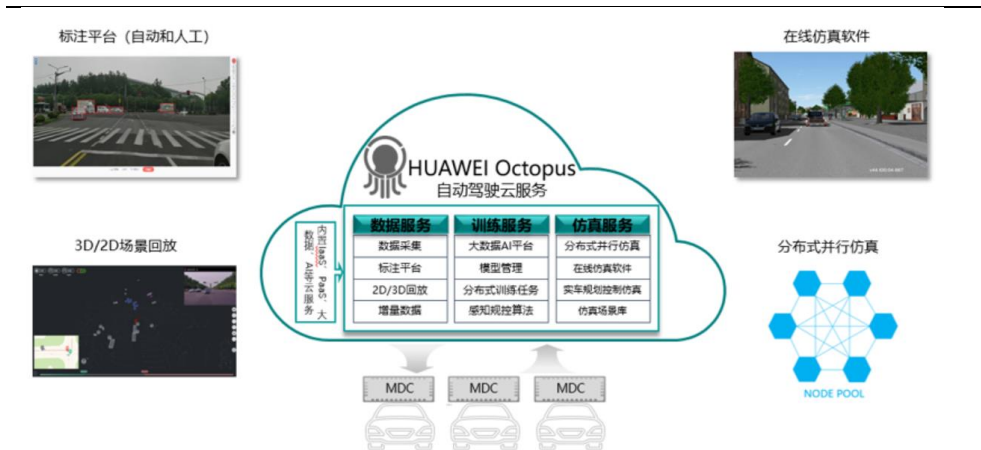 标注平台（自动和人工）
在线仿真软件
HUAWEI Octopus
自动驾驶云服务
内置IaaS、PaaS、大
数据、AI等云服务
数据服务 训练服务 仿真服务
数据采集 大数据AI平台 分布式并行仿真
标注平台 模型管理 在线仿真软件
2D/3D回放 分布式训练任务 实车规划控制仿真
增量数据 感知规控算法 仿真场景库
3D/2D场景回放
分布式并行仿真
MDC MDC MDC
NODE POOL